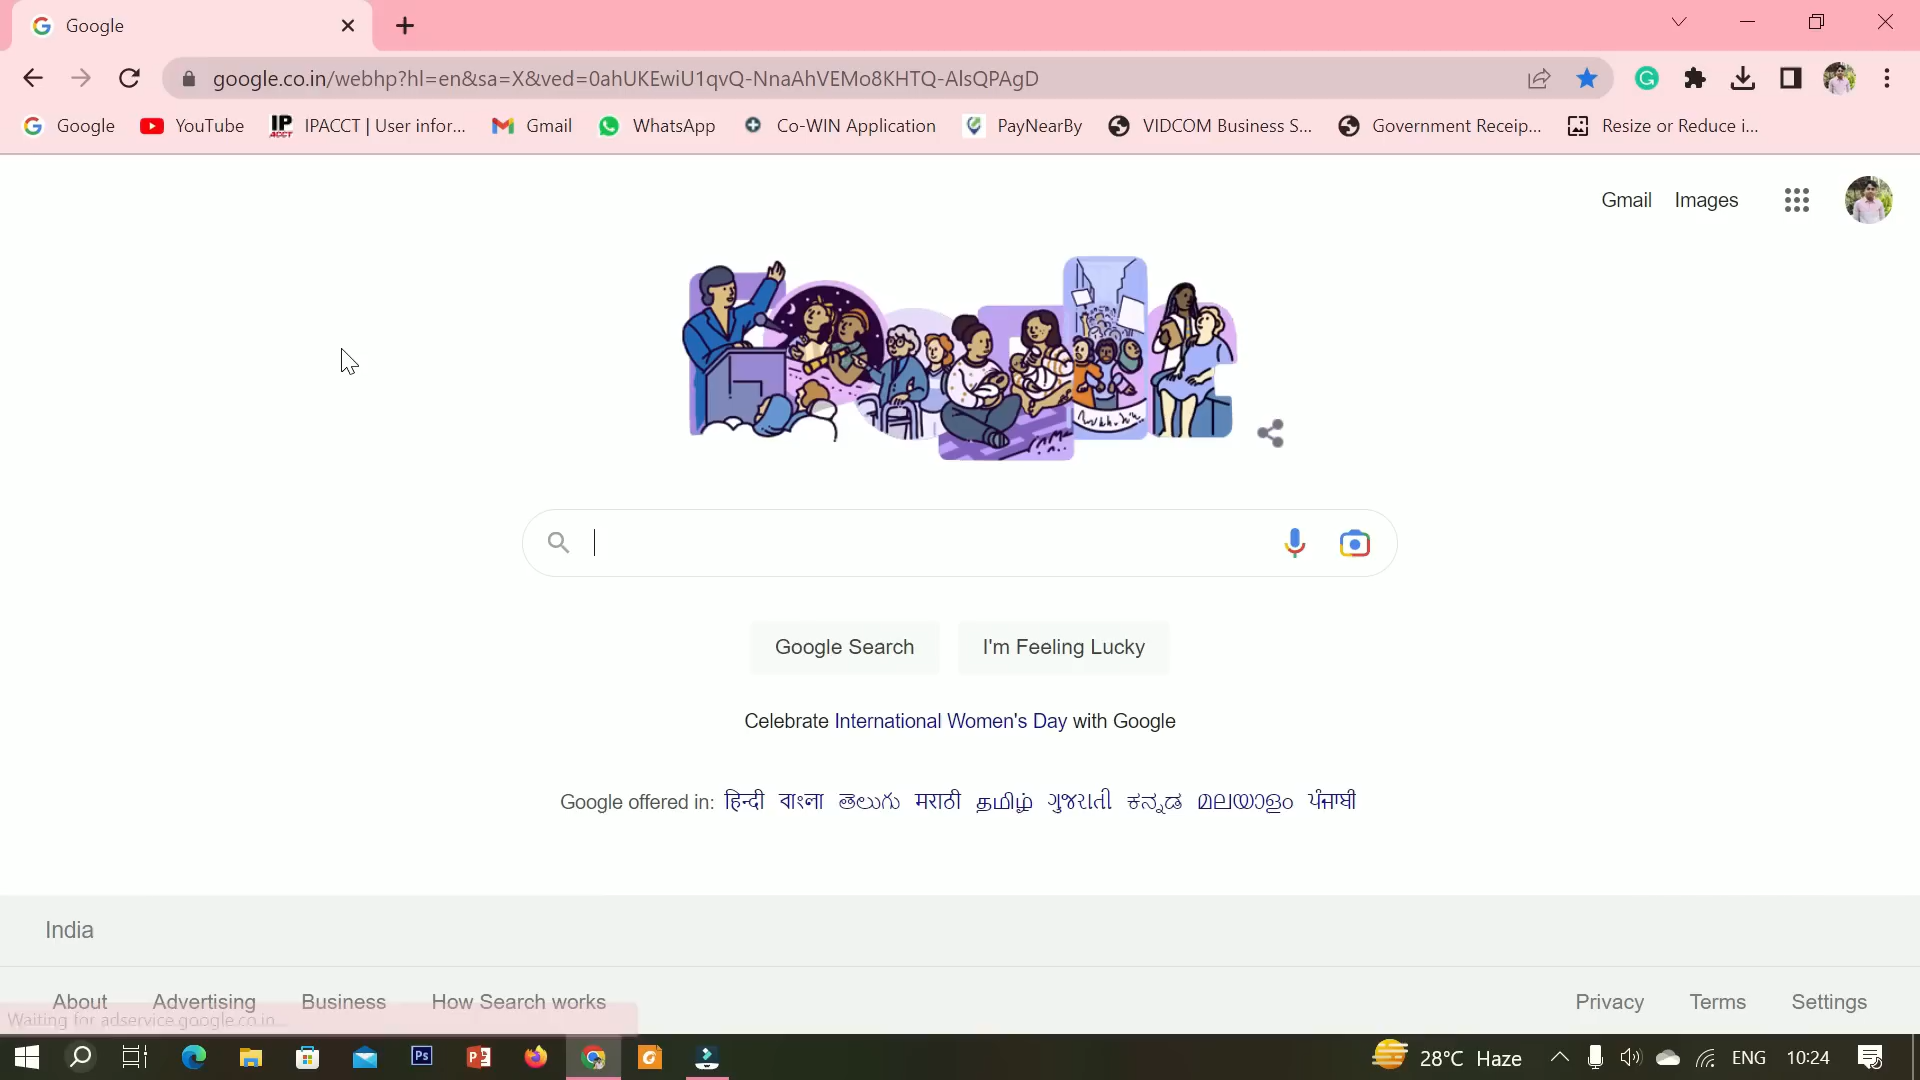 Google
google.co.in/webhp?hl=en&sa=X&ved=0ahUKEwiU1qvQ-NnaAhVEMo8KHTQ-AlsQPAgD
Google YouTube IPACCT | User infor... Gmail WhatsApp Co-WIN Application PayNearBy VIDCOM Business S... Government Receip... Resize or Reduce i...
Gmail Images
Google Search I'm Feeling Lucky
Celebrate International Women's Day with Google
Google offered in: हिन्दी বাংলা తెలుగు मराठी தமிழ் ગુજરાતી ಕನ್ನಡ മലയാളം ਪੰਜਾਬੀ
India
About Advertising Business How Search works Privacy Terms Settings
Waiting for adservice.google.co.in...
28°C Haze ENG 10:24